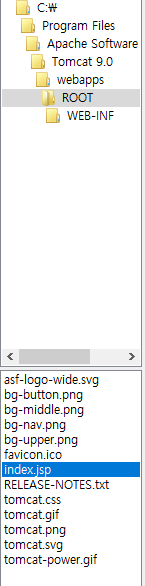 C:₩
Program Files
Apache Software
Tomcat 9.0
webapps
ROOT
WEB-INF
asf-logo-wide.svg
bg-button.png
bg-middle.png
bg-nav.png
bg-upper.png
favicon.ico
index.jsp
RELEASE-NOTES.txt
tomcat.css
tomcat.gif
tomcat.png
tomcat.svg
tomcat-power.gif